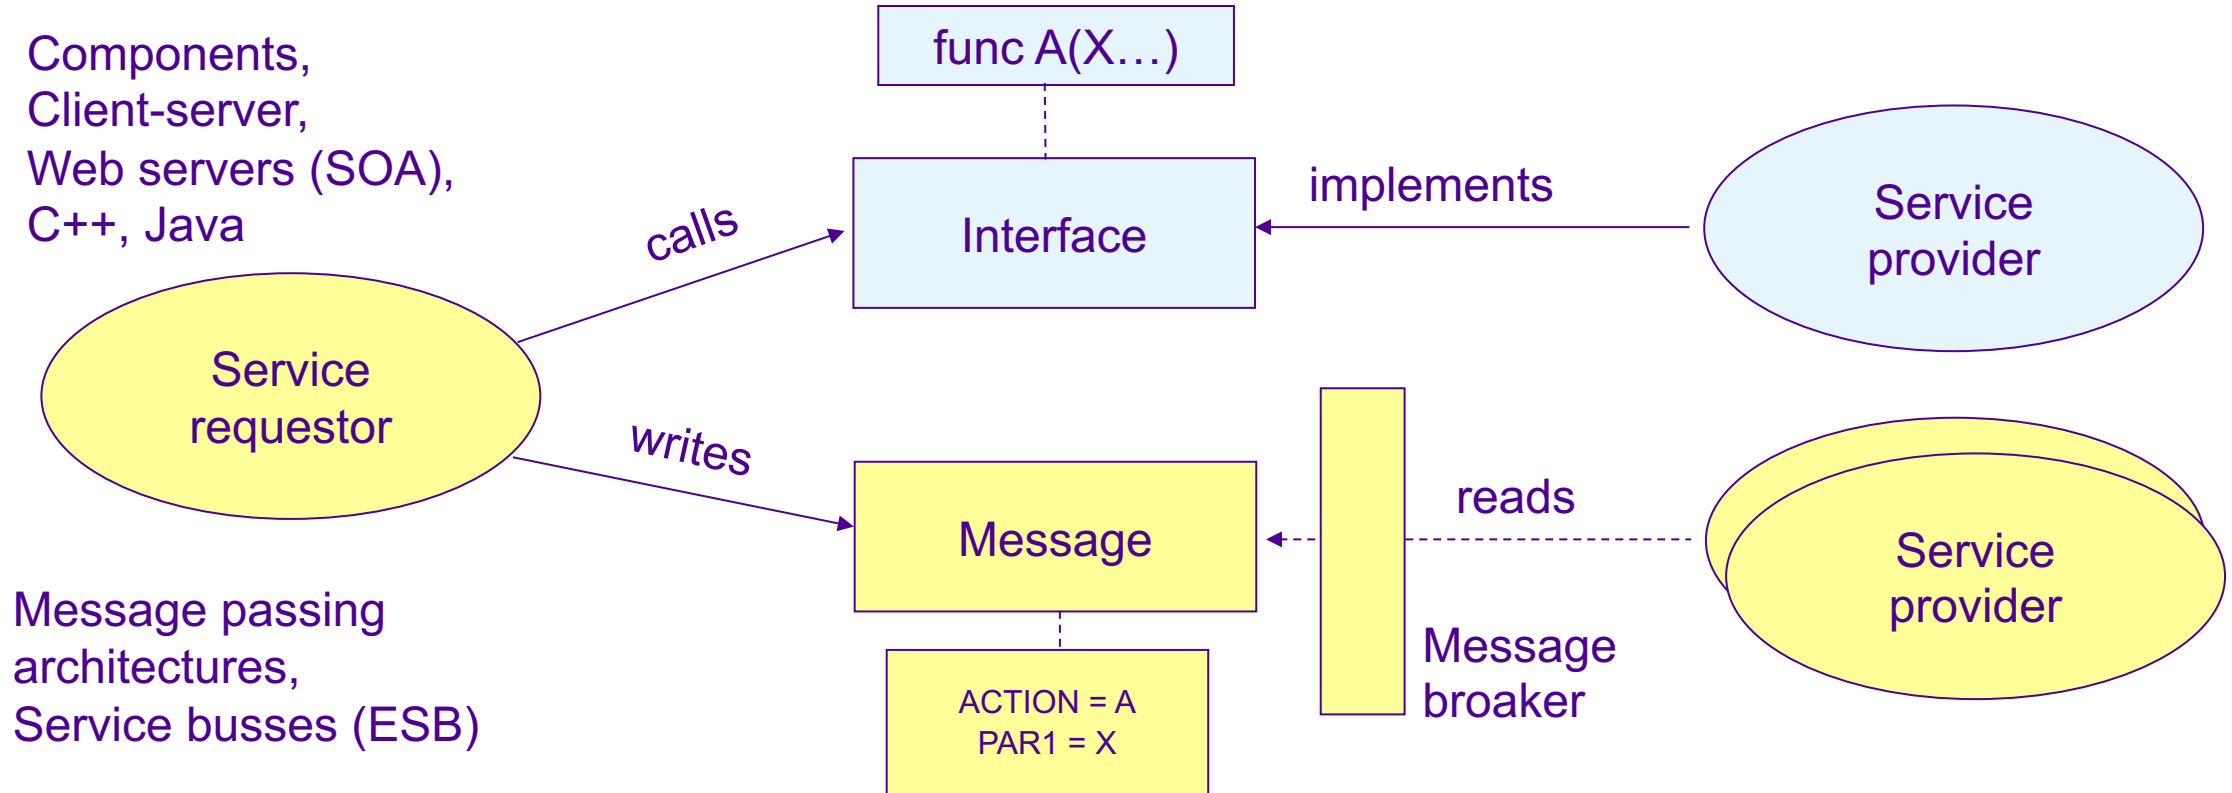 Components,
Client-server,
Web servers (SOA),
C++, Java
func A(X…)
calls
Interface
implements
Service
provider
Service
requestor
writes
Message
reads
Service
provider
Message
broaker
Message passing
architectures,
Service busses (ESB)
ACTION = A
PAR1 = X